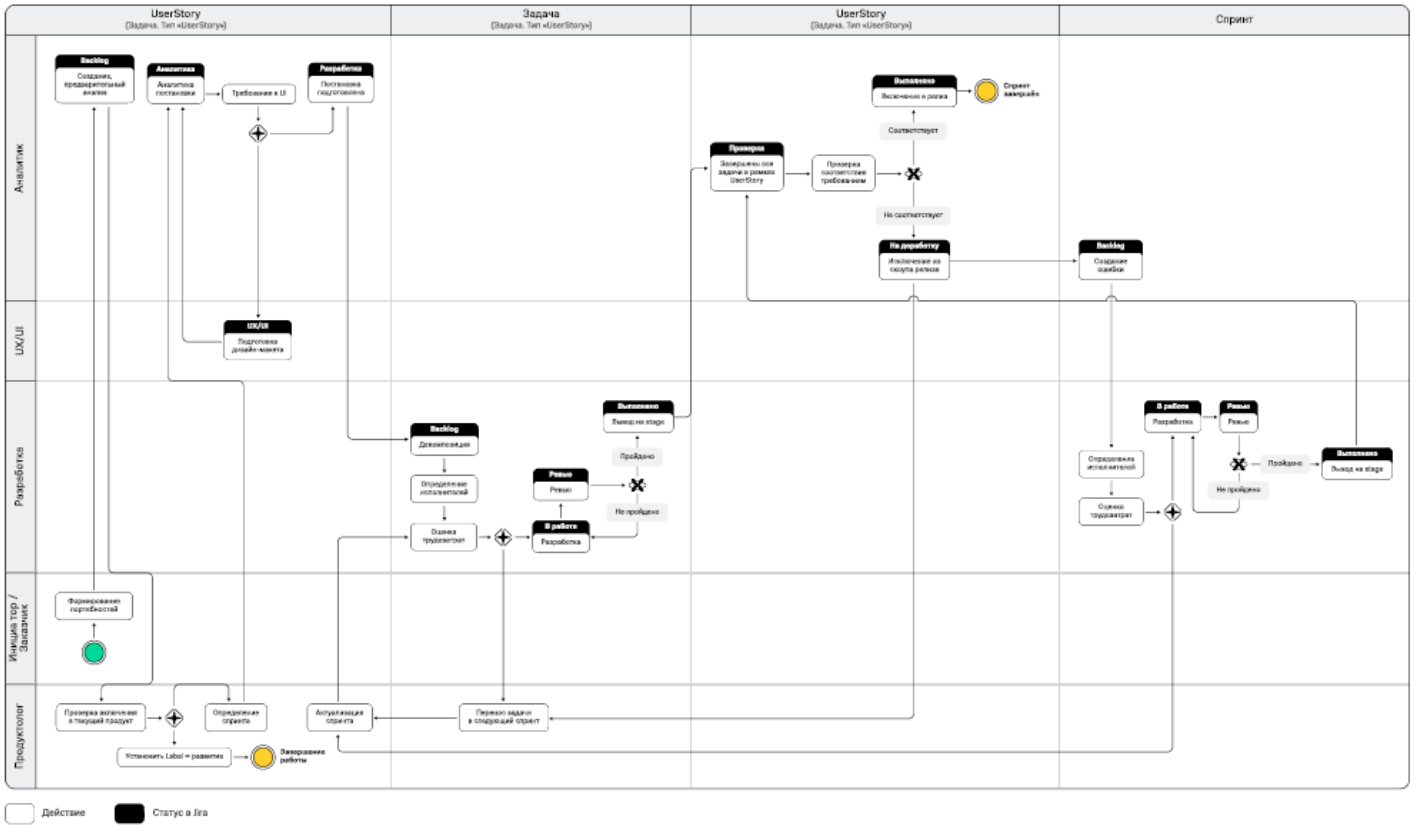 UserStory
(Задача. Тип «UserStory»)
Задача
(Задача. Тип «UserStory»)
UserStory
(Задача. Тип «UserStory»)
Спринт
Аналитик
Backlog
Создание,
предварительный
анализ
Аналитика
Аналитика
постановки
Требования к UI
Разработка
Постановка
подготовлена
Выполнено
Включение в релиз
Спринт
завершён
Соответствует
Проверка
Завершены все
задачи в рамках
UserStory
Проверка
соответствия
требованиям
Не соответствует
На доработку
Исключение из
скоупа релиза
Backlog
Создание
ошибки
UX/UI
UX/UI
Подготовка
дизайн-макета
Разработка
Backlog
Декомпозиция
Определение
исполнителей
Оценка
трудозатрат
Выполнено
Вывод на stage
Пройдено
Ревью
Ревью
Не пройдено
В работе
Разработка
В работе
Разработка
Ревью
Ревью
Определение
исполнителей
Оценка
трудозатрат
Пройдено
Не пройдено
Выполнено
Вывод на stage
Инициатор /
Заказчик
Формирование
портебностей
Продуктолог
Проверка включения
в текущий продукт
Определение
спринта
Актуализация
спринта
Перенос задачи
в следующий спринт
Установить Label = развитие
Завершение
работы
Действие
Статус в Jira